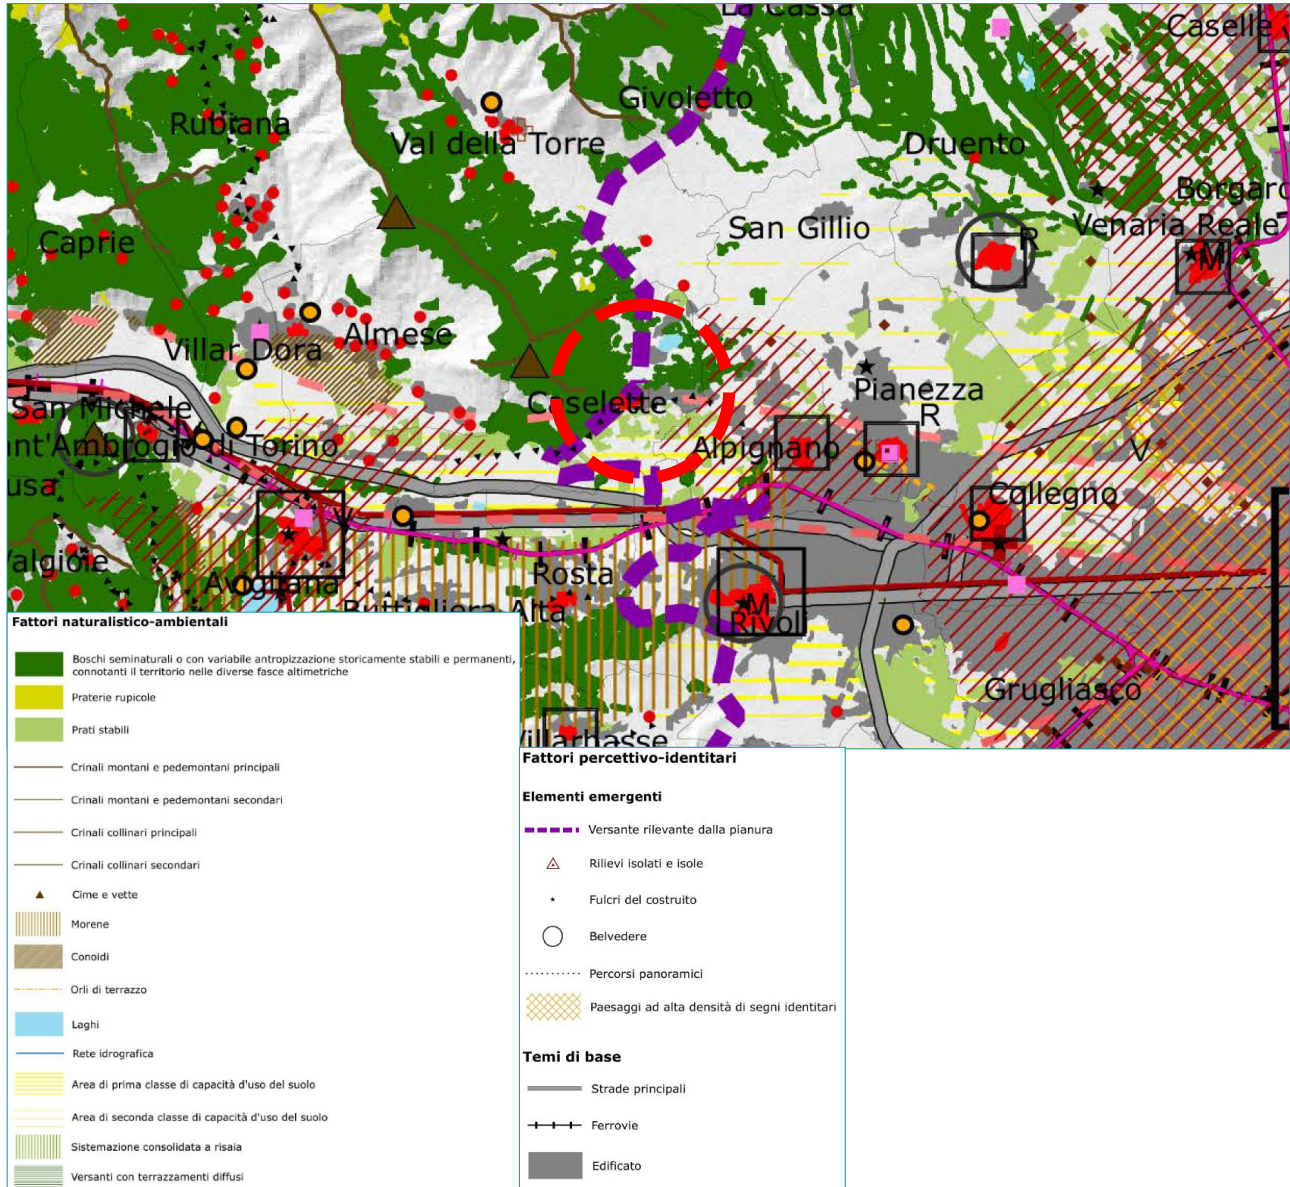 La Cassa
Caselle
Givoletto
Rubiana
Val della Torre
Druento
Borgaro
San Gillio
Venaria Reale
R
M
Caprie
Almese
Villar Dora
Caselette
Pianezza
San Michele
R
ant'Ambrogio di Torino
Alpignano
V
usa
Collegno
Valgioie
Avigliana
Rosta
Buttigliera Alta
M
Rivoli
Grugliasco
Villarbasse
Fattori naturalistico-ambientali
Boschi seminaturali o con variabile antropizzazione storicamente stabili e permanenti,
connotanti il territorio nelle diverse fasce altimetriche
Praterie rupicole
Prati stabili
Crinali montani e pedemontani principali
Crinali montani e pedemontani secondari
Crinali collinari principali
Crinali collinari secondari
Cime e vette
Morene
Conoidi
Orli di terrazzo
Laghi
Rete idrografica
Area di prima classe di capacità d'uso del suolo
Area di seconda classe di capacità d'uso del suolo
Sistemazione consolidata a risaia
Versanti con terrazzamenti diffusi
Fattori percettivo-identitari
Elementi emergenti
Versante rilevante dalla pianura
Rilievi isolati e isole
Fulcri del costruito
Belvedere
Percorsi panoramici
Paesaggi ad alta densità di segni identitari
Temi di base
Strade principali
Ferrovie
Edificato